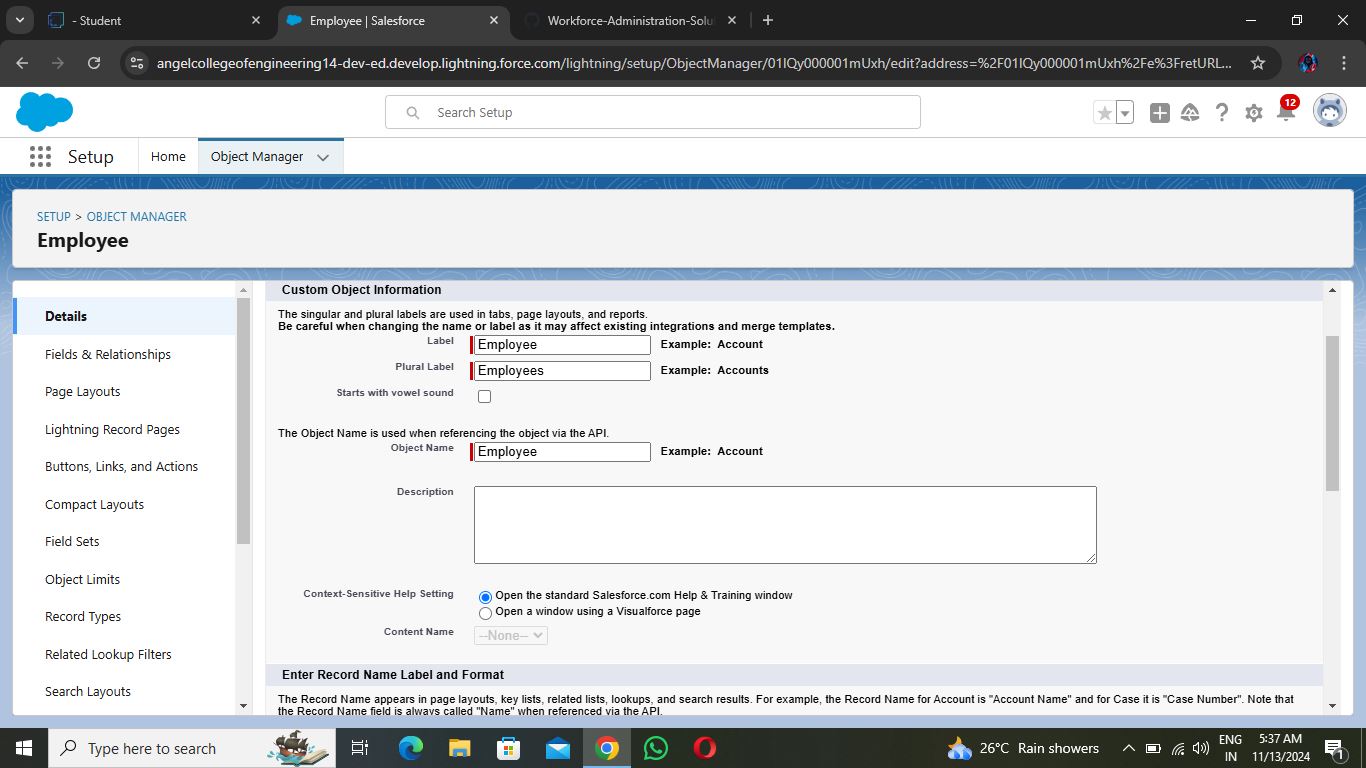 - Student
Employee | Salesforce
Workforce-Administration-Solu
angelcollegeofengineering14-dev-ed.develop.lightning.force.com/lightning/setup/ObjectManager/01IQy000001mUxh/edit?address=%2F01IQy000001mUxh%2Fe%3FretURL...
Search Setup
12
Setup
Home
Object Manager
SETUP > OBJECT MANAGER
Employee
Details
Fields & Relationships
Page Layouts
Lightning Record Pages
Buttons, Links, and Actions
Compact Layouts
Field Sets
Object Limits
Record Types
Related Lookup Filters
Search Layouts
Custom Object Information
The singular and plural labels are used in tabs, page layouts, and reports.
Be careful when changing the name or label as it may affect existing integrations and merge templates.
Label Employee Example: Account
Plural Label Employees Example: Accounts
Starts with vowel sound
The Object Name is used when referencing the object via the API.
Object Name Employee Example: Account
Description
Context-Sensitive Help Setting Open the standard Salesforce.com Help & Training window
Open a window using a Visualforce page
Content Name --None--
Enter Record Name Label and Format
The Record Name appears in page layouts, key lists, related lists, lookups, and search results. For example, the Record Name for Account is "Account Name" and for Case it is "Case Number". Note that
the Record Name field is always called "Name" when referenced via the API.
Type here to search
26°C Rain showers
ENG
IN
5:37 AM
11/13/2024
1